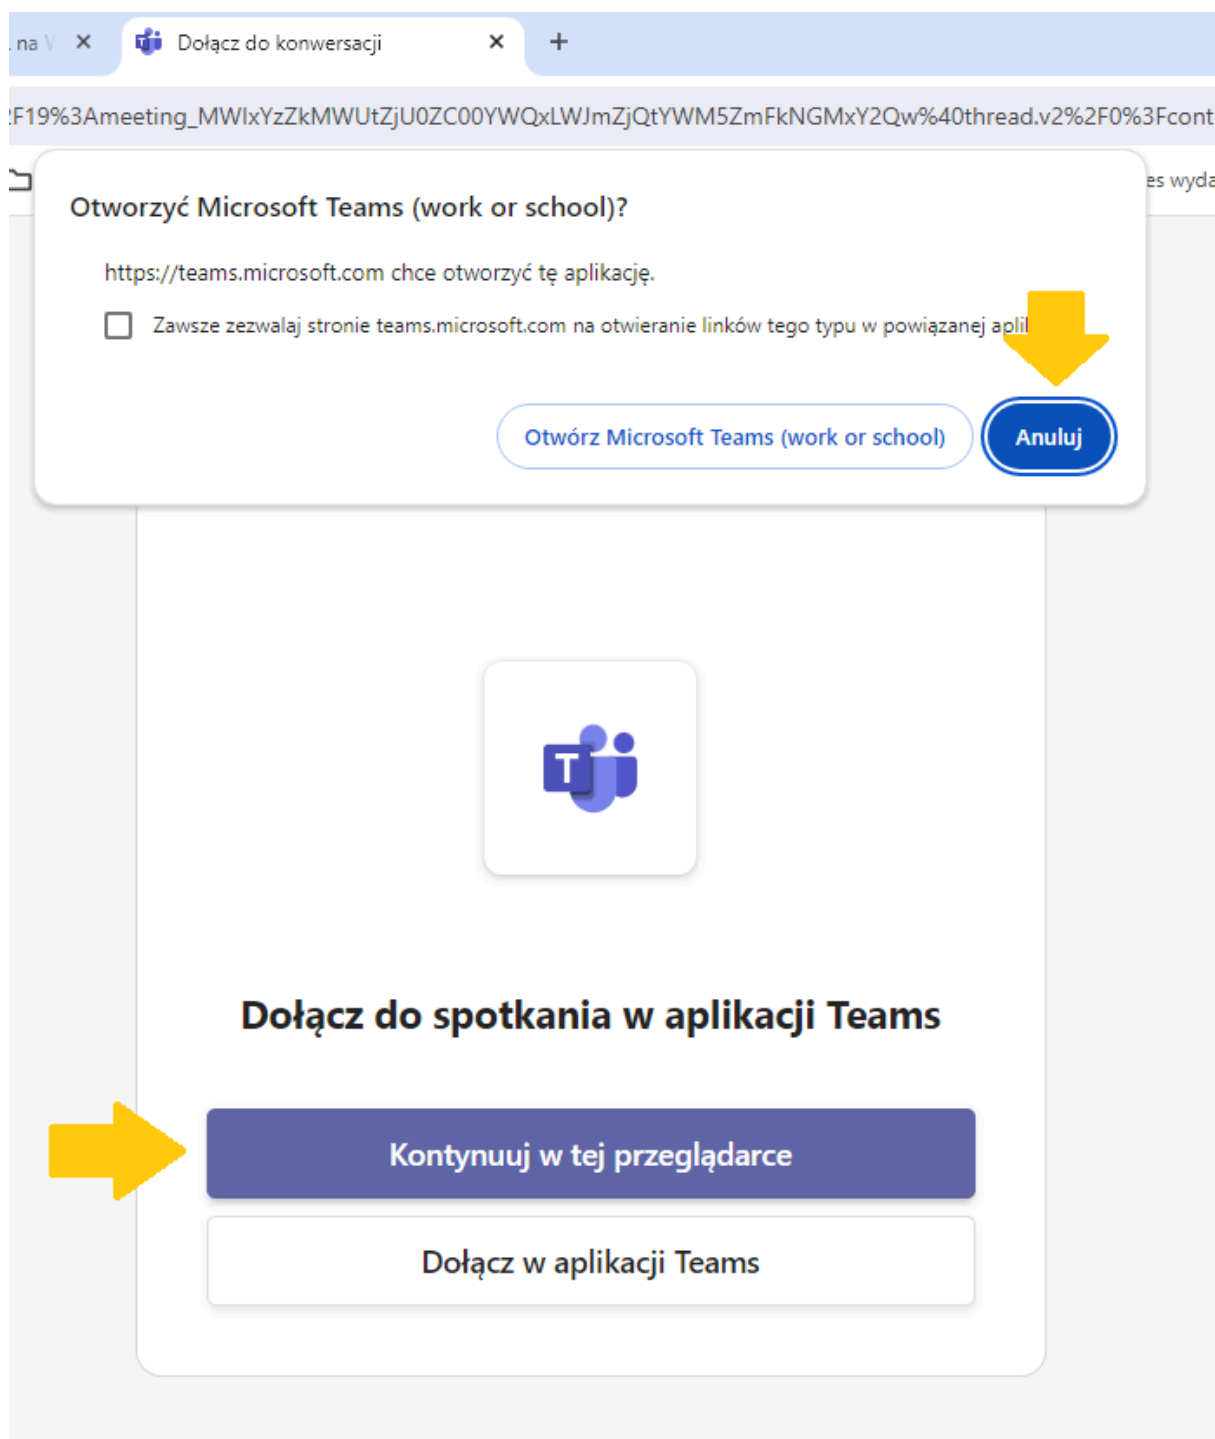 na
Dołącz do konwersacji
F19%3Ameeting_MWIxYzZkMWUtZjU0ZC00YWQxLWJmZjQtYWM5ZmFkNGMxY2Qw%40thread.v2%2F0%3Fcont
es wyda
Otworzyć Microsoft Teams (work or school)?
https://teams.microsoft.com chce otworzyć tę aplikację.
Zawsze zezwalaj stronie teams.microsoft.com na otwieranie linków tego typu w powiązanej apli
Otwórz Microsoft Teams (work or school)
Anuluj
T
Dołącz do spotkania w aplikacji Teams
Kontynuuj w tej przeglądarce
Dołącz w aplikacji Teams